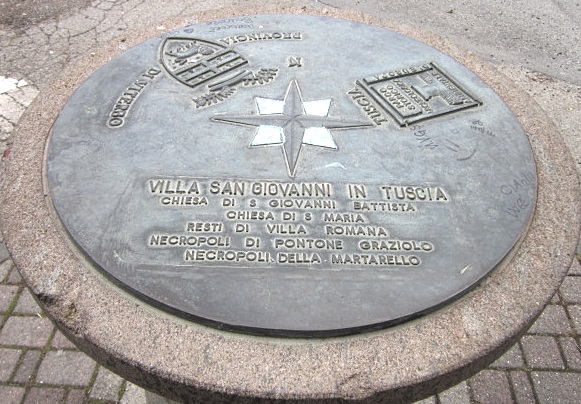 PROVINCIA
DI VITERBO
N
TUSCIA
VILLA SAN GIOVANNI IN TUSCIA
CHIESA DI S GIOVANNI BATTISTA
CHIESA DI S MARIA
RESTI DI VILLA ROMANA
NECROPOLI DI PONTONE GRAZIOLO
NECROPOLI DELLA MARTARELLO